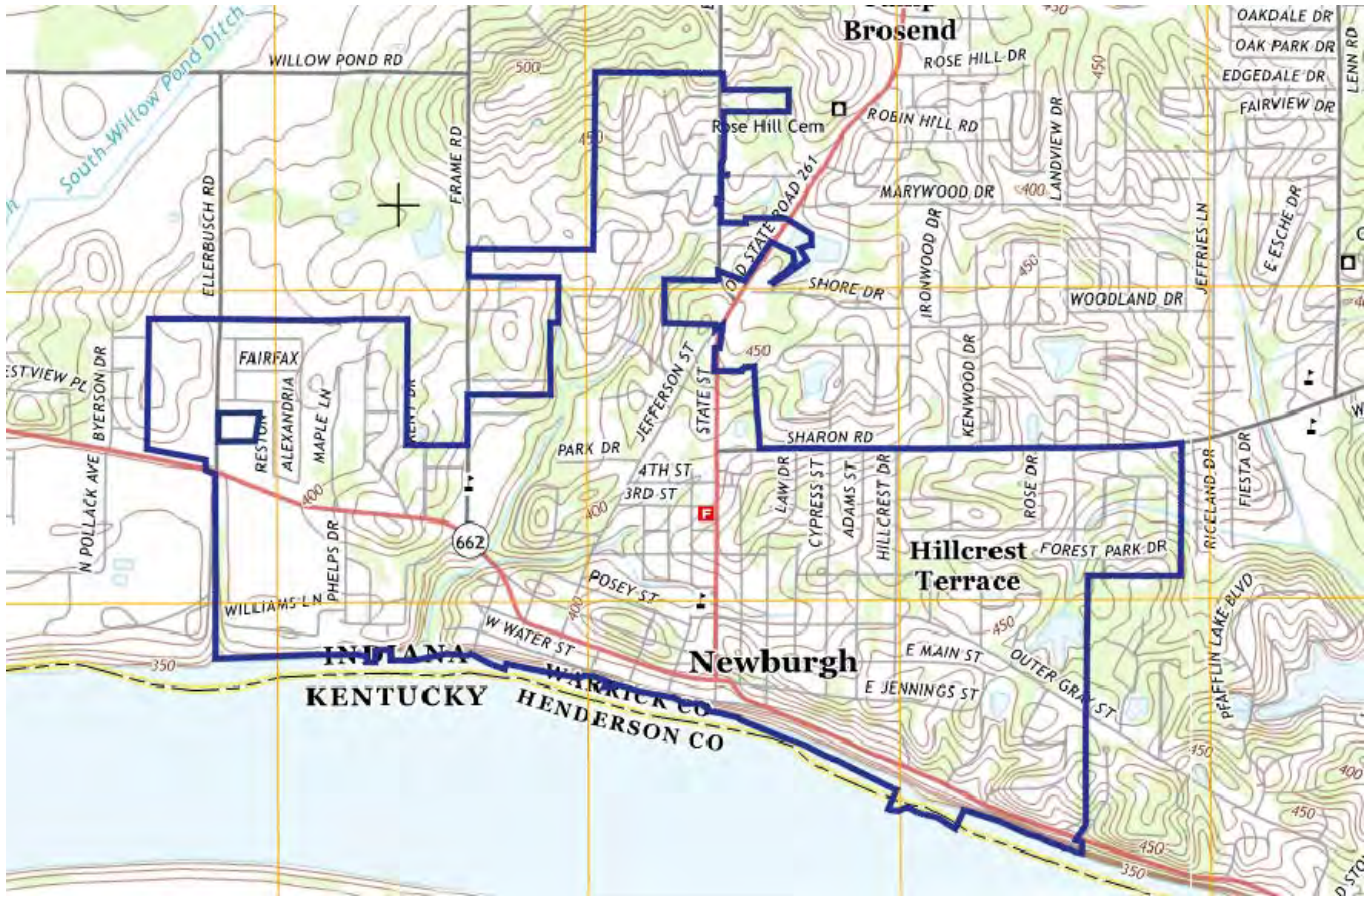 Brosend
OAKDALE DR
OAK PARK DR
EDGEDALE DR
FAIRVIEW DR
LENN RD
South Willow Pond Ditch
WILLOW POND RD
500
450
ROSE HILL DR
450
450
Rose Hill Cem
ROBIN HILL RD
LANDVIEW DR
FRAME RD
ELLERBUSCH RD
OLD STATE ROAD 261
MARYWOOD DR
400
IRONWOOD DR
JEFFRIES LN
E ESCHE DR
450
SHORE DR
WOODLAND DR
ESTVIEW PL
BYERSON DR
FAIRFAX
RESTON
ALEXANDRIA
MAPLE LN
KENT DR
400
JEFFERSON ST
STATE ST
450
KENWOOD DR
SHARON RD
PARK DR
4TH ST
3RD ST
400
F
LAW DR
CYPRESS ST
ADAMS ST
HILLCREST DR
ROSE DR
RICELAND DR
FIESTA DR
N POLLACK AVE
400
PHELPS DR
662
Hillcrest
Terrace
FOREST PARK DR
WILLIAMS LN
POSEY ST
400
W WATER ST
450
PFAFFLIN LAKE BLVD
350
INDIANA
KENTUCKY
WARRICK CO
HENDERSON CO
Newburgh
E MAIN ST
E JENNINGS ST
OUTER GRAY ST
450
400
450
450
350